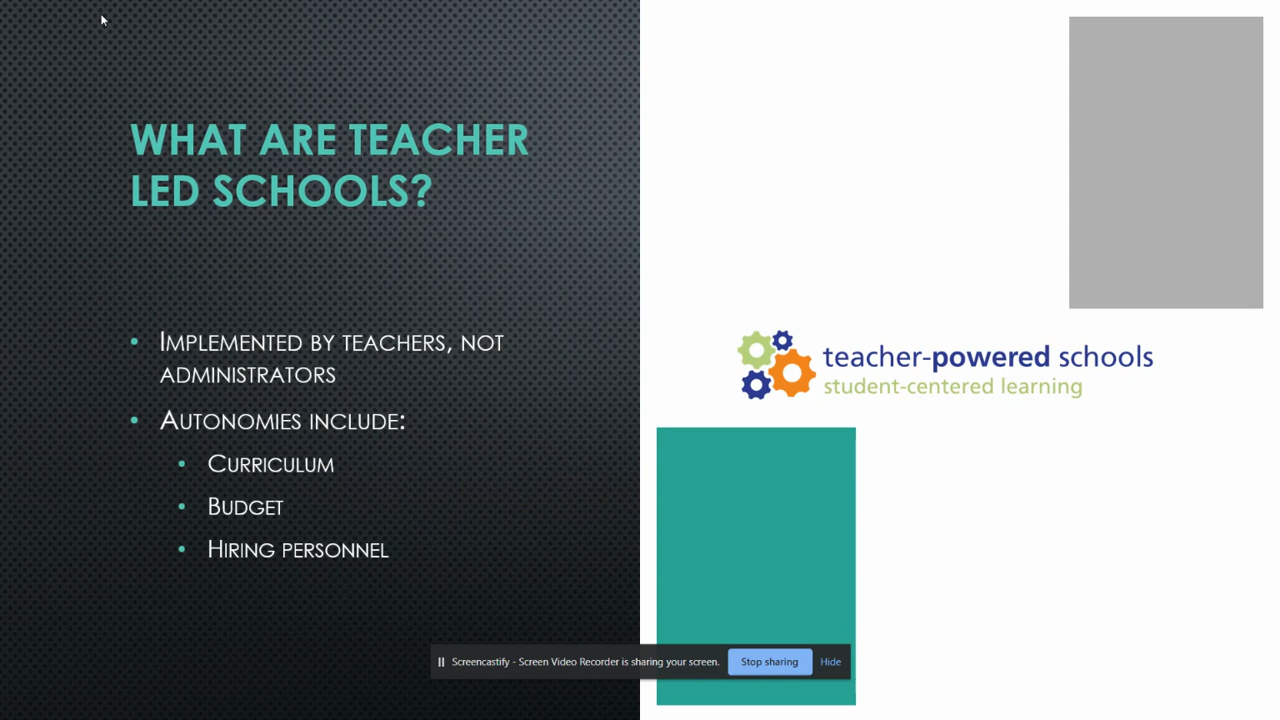 WHAT ARE TEACHER
LED SCHOOLS?
IMPLEMENTED BY TEACHERS, NOT
ADMINISTRATORS
AUTONOMIES INCLUDE:
CURRICULUM
BUDGET
HIRING PERSONNEL
teacher-powered schools
student-centered learning
Screencastify - Screen Video Recorder is sharing your screen. Stop sharing Hide